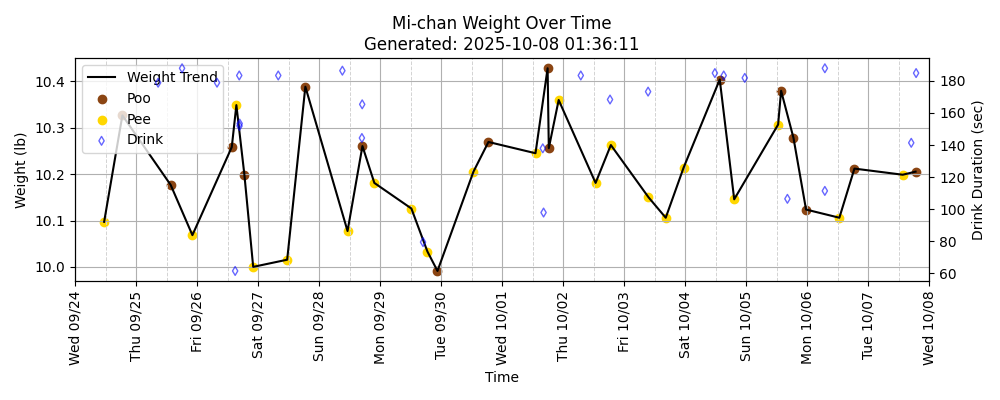 Mi-chan Weight Over Time
Generated: 2025-10-08 01:36:11
Weight (lb)
10.4
10.3
10.2
10.1
10.0
Weight Trend
Poo
Pee
Drink
180
160
140
120
100
80
60
Drink Duration (sec)
Wed 09/24
Thu 09/25
Fri 09/26
Sat 09/27
Sun 09/28
Mon 09/29
Tue 09/30
Wed 10/01
Thu 10/02
Fri 10/03
Sat 10/04
Sun 10/05
Mon 10/06
Tue 10/07
Wed 10/08
Time